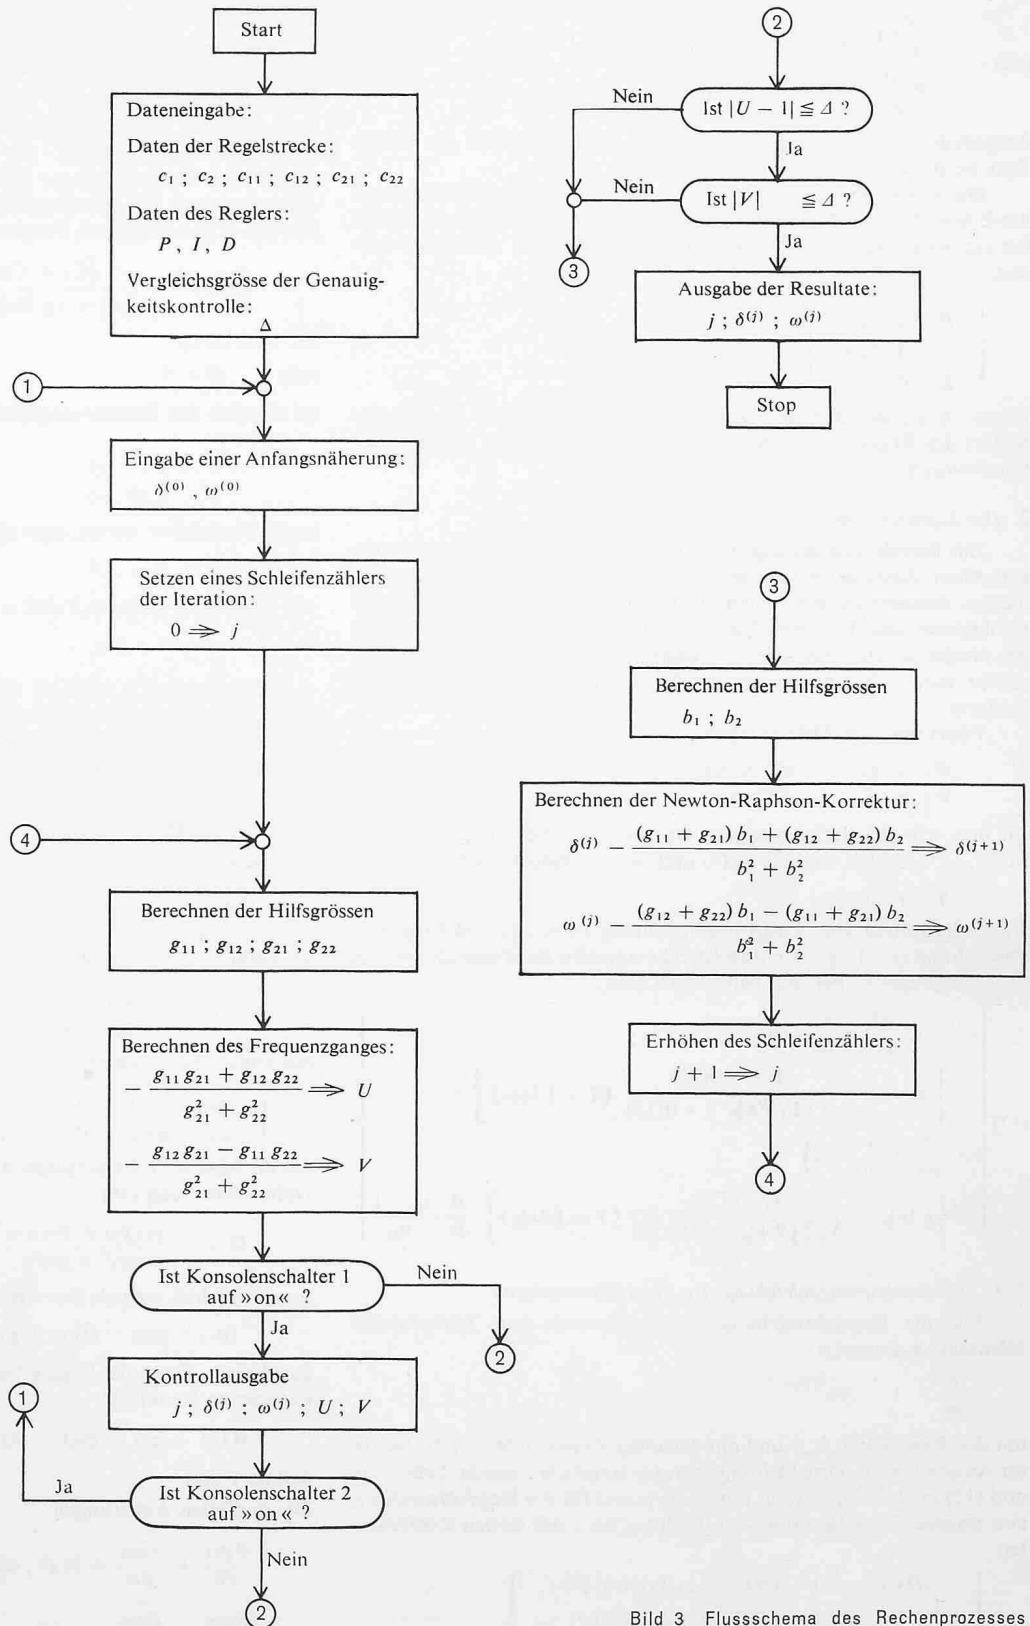 Start
Dateneingabe:
Daten der Regelstrecke:
c₁ ; c₂ ; c₁₁ ; c₁₂ ; c₂₁ ; c₂₂
Daten des Reglers:
P , I , D
Vergleichsgrösse der Genauig-
keitskontrolle:
Δ
1
Eingabe einer Anfangsnäherung:
δ⁽⁰⁾ , ω⁽⁰⁾
Setzen eines Schleifenzählers
der Iteration:
0 ⇒ j
4
Berechnen der Hilfsgrössen
g₁₁ ; g₁₂ ; g₂₁ ; g₂₂
Berechnen des Frequenzganges:
− (g₁₁ g₂₁ + g₁₂ g₂₂) / (g²₂₁ + g²₂₂) ⇒ U
− (g₁₂ g₂₁ − g₁₁ g₂₂) / (g²₂₁ + g²₂₂) ⇒ V
Ist Konsolenschalter 1
auf »on« ?
Nein
2
Ja
Kontrollausgabe
j ; δ⁽ʲ⁾ ; ω⁽ʲ⁾ ; U ; V
1
Ja
Ist Konsolenschalter 2
auf »on« ?
Nein
2
2
Nein
Ist |U − 1| ≦ Δ ?
Ja
Nein
Ist |V| ≦ Δ ?
3
Ja
Ausgabe der Resultate:
j ; δ⁽ʲ⁾ ; ω⁽ʲ⁾
Stop
3
Berechnen der Hilfsgrössen
b₁ ; b₂
Berechnen der Newton-Raphson-Korrektur:
δ⁽ʲ⁾ − ((g₁₁ + g₂₁) b₁ + (g₁₂ + g₂₂) b₂) / (b²₁ + b²₂) ⇒ δ⁽ʲ⁺¹⁾
ω⁽ʲ⁾ − ((g₁₂ + g₂₂) b₁ − (g₁₁ + g₂₁) b₂) / (b²₁ + b²₂) ⇒ ω⁽ʲ⁺¹⁾
Erhöhen des Schleifenzählers:
j + 1 ⇒ j
4
Bild 3 Flussschema des Rechenprozesses